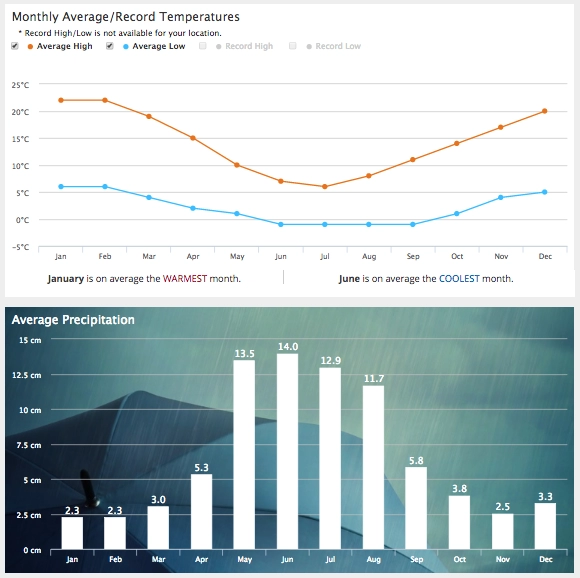 Monthly Average/Record Temperatures
* Record High/Low is not available for your location.
Average High Average Low Record High Record Low
25°C
20°C
15°C
10°C
5°C
0°C
-5°C
Jan Feb Mar Apr May Jun Jul Aug Sep Oct Nov Dec
January is on average the WARMEST month. June is on average the COOLEST month.
Average Precipitation
15 cm
12.5 cm
10 cm
7.5 cm
5 cm
2.5 cm
0 cm
2.3 2.3 3.0 5.3 13.5 14.0 12.9 11.7 5.8 3.8 2.5 3.3
Jan Feb Mar Apr May Jun Jul Aug Sep Oct Nov Dec